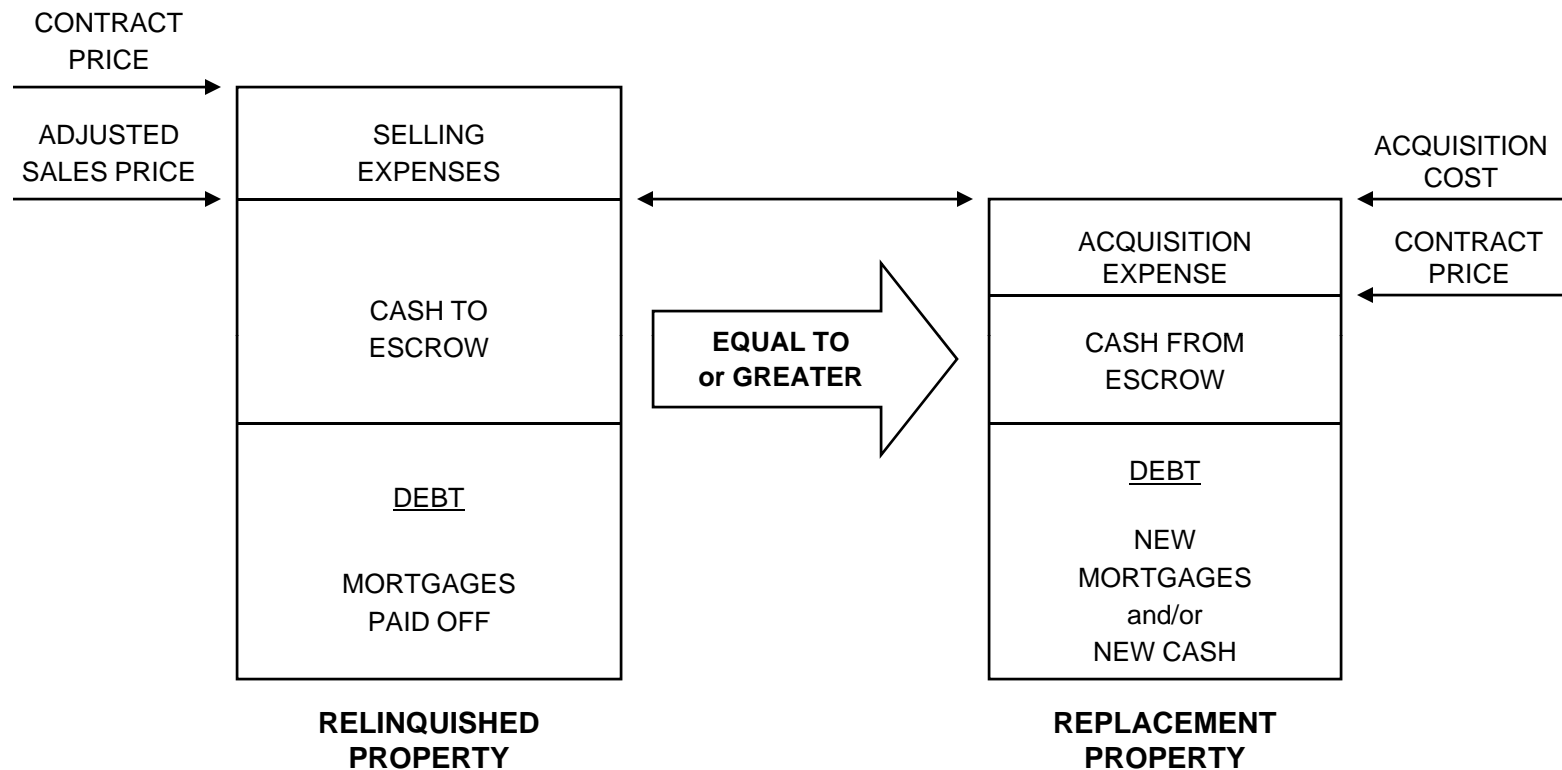 CONTRACT
PRICE
ADJUSTED
SALES PRICE
SELLING
EXPENSES
CASH TO
ESCROW
DEBT
MORTGAGES
PAID OFF
RELINQUISHED
PROPERTY
EQUAL TO
or GREATER
ACQUISITION
EXPENSE
CASH FROM
ESCROW
DEBT
NEW
MORTGAGES
and/or
NEW CASH
REPLACEMENT
PROPERTY
ACQUISITION
COST
CONTRACT
PRICE